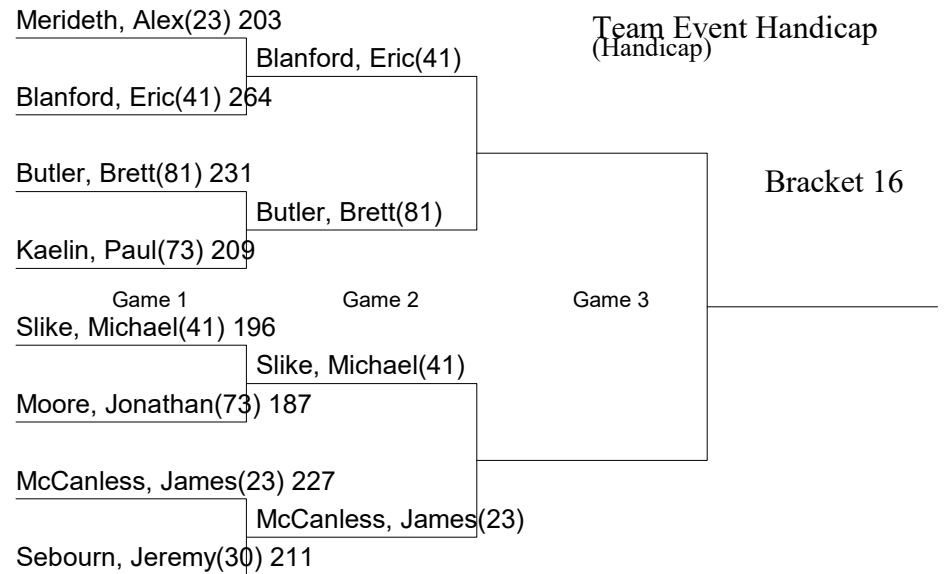 Merideth, Alex(23) 203
Team Event Handicap
(Handicap)
Blanford, Eric(41)
Blanford, Eric(41) 264
Butler, Brett(81) 231
Bracket 16
Butler, Brett(81)
Kaelin, Paul(73) 209
Game 1
Game 2
Game 3
Slike, Michael(41) 196
Slike, Michael(41)
Moore, Jonathan(73) 187
McCanless, James(23) 227
McCanless, James(23)
Sebourn, Jeremy(30) 211